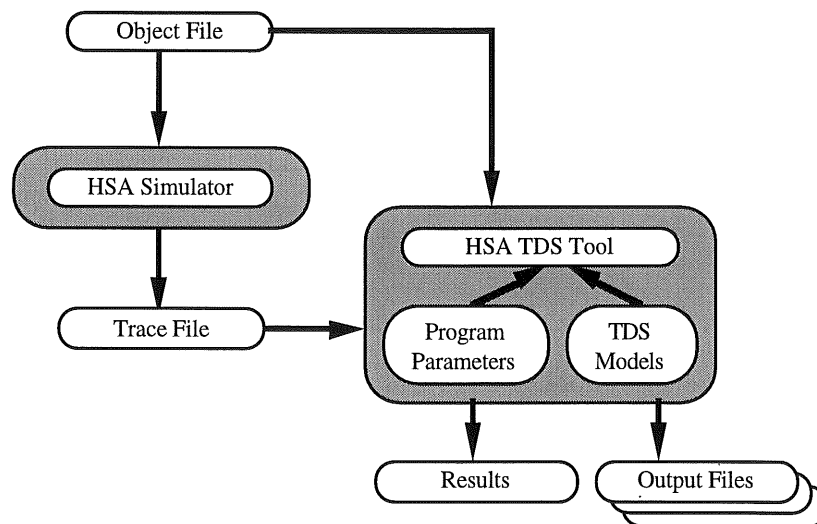 Object File
HSA Simulator
HSA TDS Tool
Trace File
Program
Parameters
TDS
Models
Results
Output Files